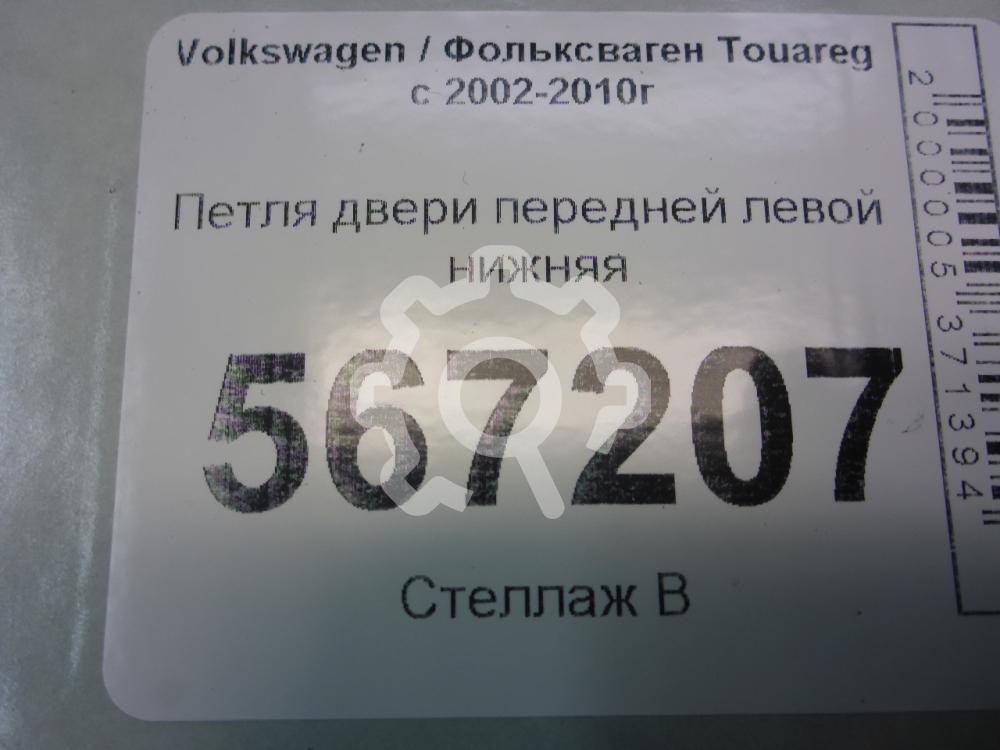 Volkswagen / Фольксваген Touareg
с 2002-2010г
Петля двери передней левой
нижняя
567207
Стеллаж В
2000005371394